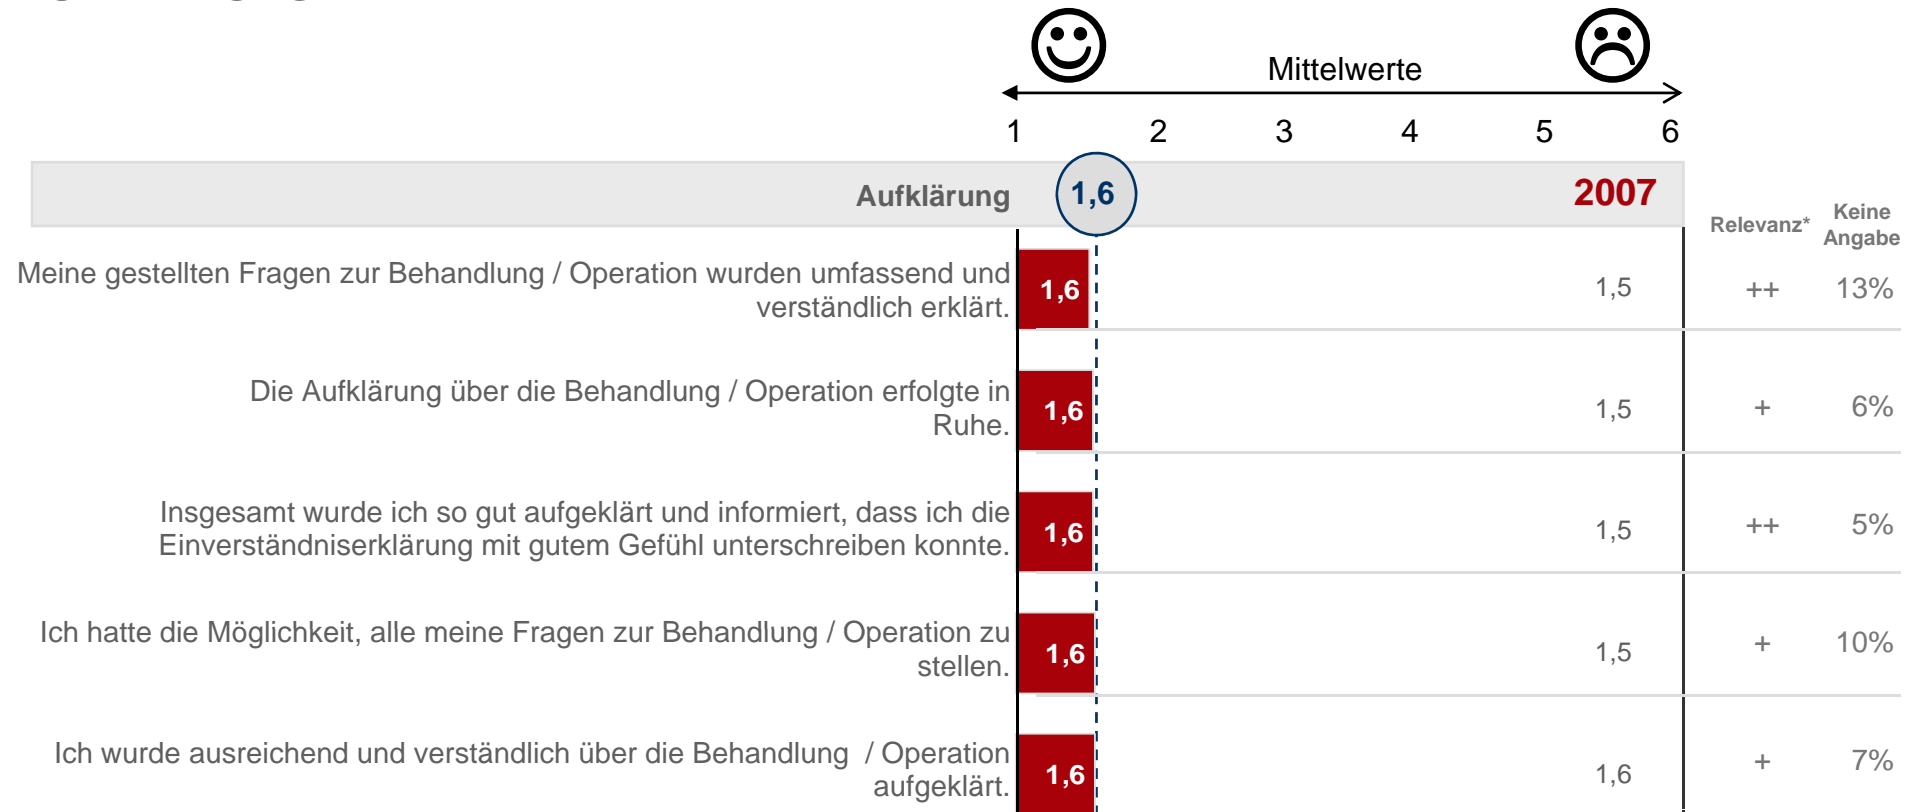 Mittelwerte
1 2 3 4 5 6
Aufklärung 1,6 2007
Relevanz* Keine
Angabe
Meine gestellten Fragen zur Behandlung / Operation wurden umfassend und
verständlich erklärt.
1,6 1,5 ++ 13%
Die Aufklärung über die Behandlung / Operation erfolgte in
Ruhe.
1,6 1,5 + 6%
Insgesamt wurde ich so gut aufgeklärt und informiert, dass ich die
Einverständniserklärung mit gutem Gefühl unterschreiben konnte.
1,6 1,5 ++ 5%
Ich hatte die Möglichkeit, alle meine Fragen zur Behandlung / Operation zu
stellen.
1,6 1,5 + 10%
Ich wurde ausreichend und verständlich über die Behandlung / Operation
aufgeklärt.
1,6 1,6 + 7%